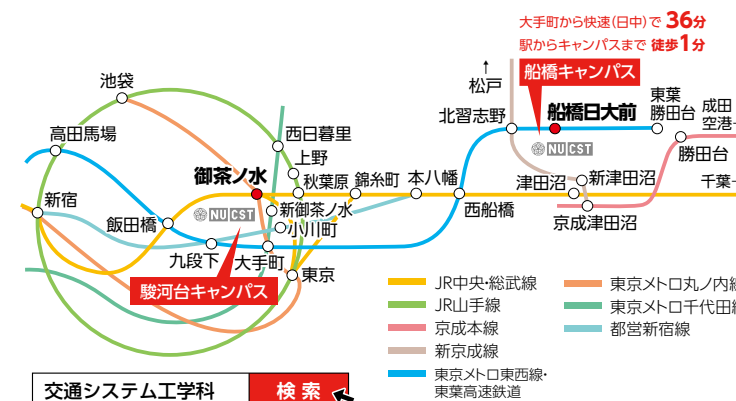 大手町から快速(日中)で 36分
駅からキャンパスまで 徒歩1分
船橋キャンパス
↑
松戸
池袋
北習志野
船橋日大前
東葉
勝田台
成田
空港
高田馬場
西日暮里
NU CST
勝田台
上野
御茶ノ水
秋葉原
錦糸町
本八幡
津田沼
新津田沼
千葉
新宿
NU CST
新御茶ノ水
西船橋
京成津田沼
飯田橋
小川町
九段下
大手町
東京
駿河台キャンパス
JR中央・総武線
東京メトロ丸ノ内線
JR山手線
東京メトロ千代田線
京成本線
都営新宿線
新京成線
東京メトロ東西線・
東葉高速鉄道
交通システム工学科
検索